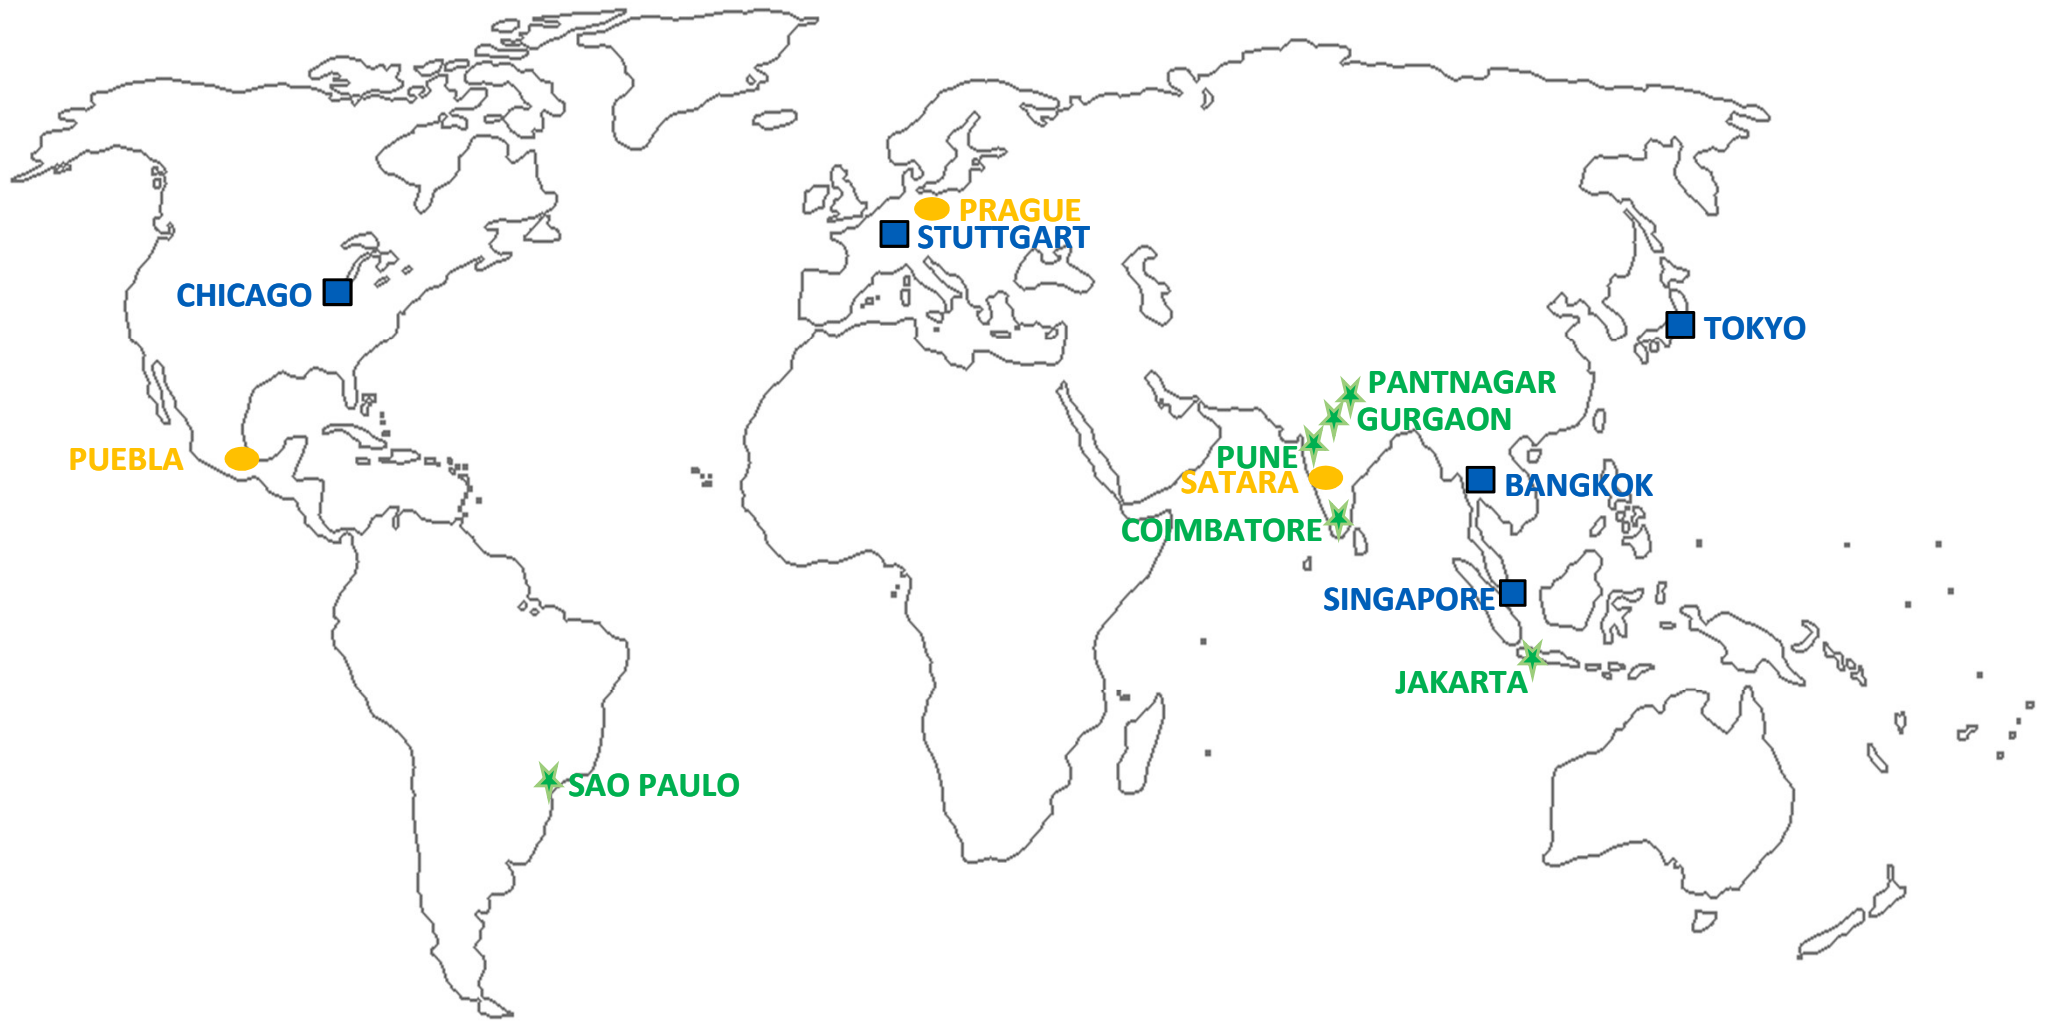 PRAGUE
STUTTGART
CHICAGO
TOKYO
PANTNAGAR
GURGAON
PUNE
PUEBLA
SATARA
BANGKOK
COIMBATORE
SINGAPORE
JAKARTA
SAO PAULO